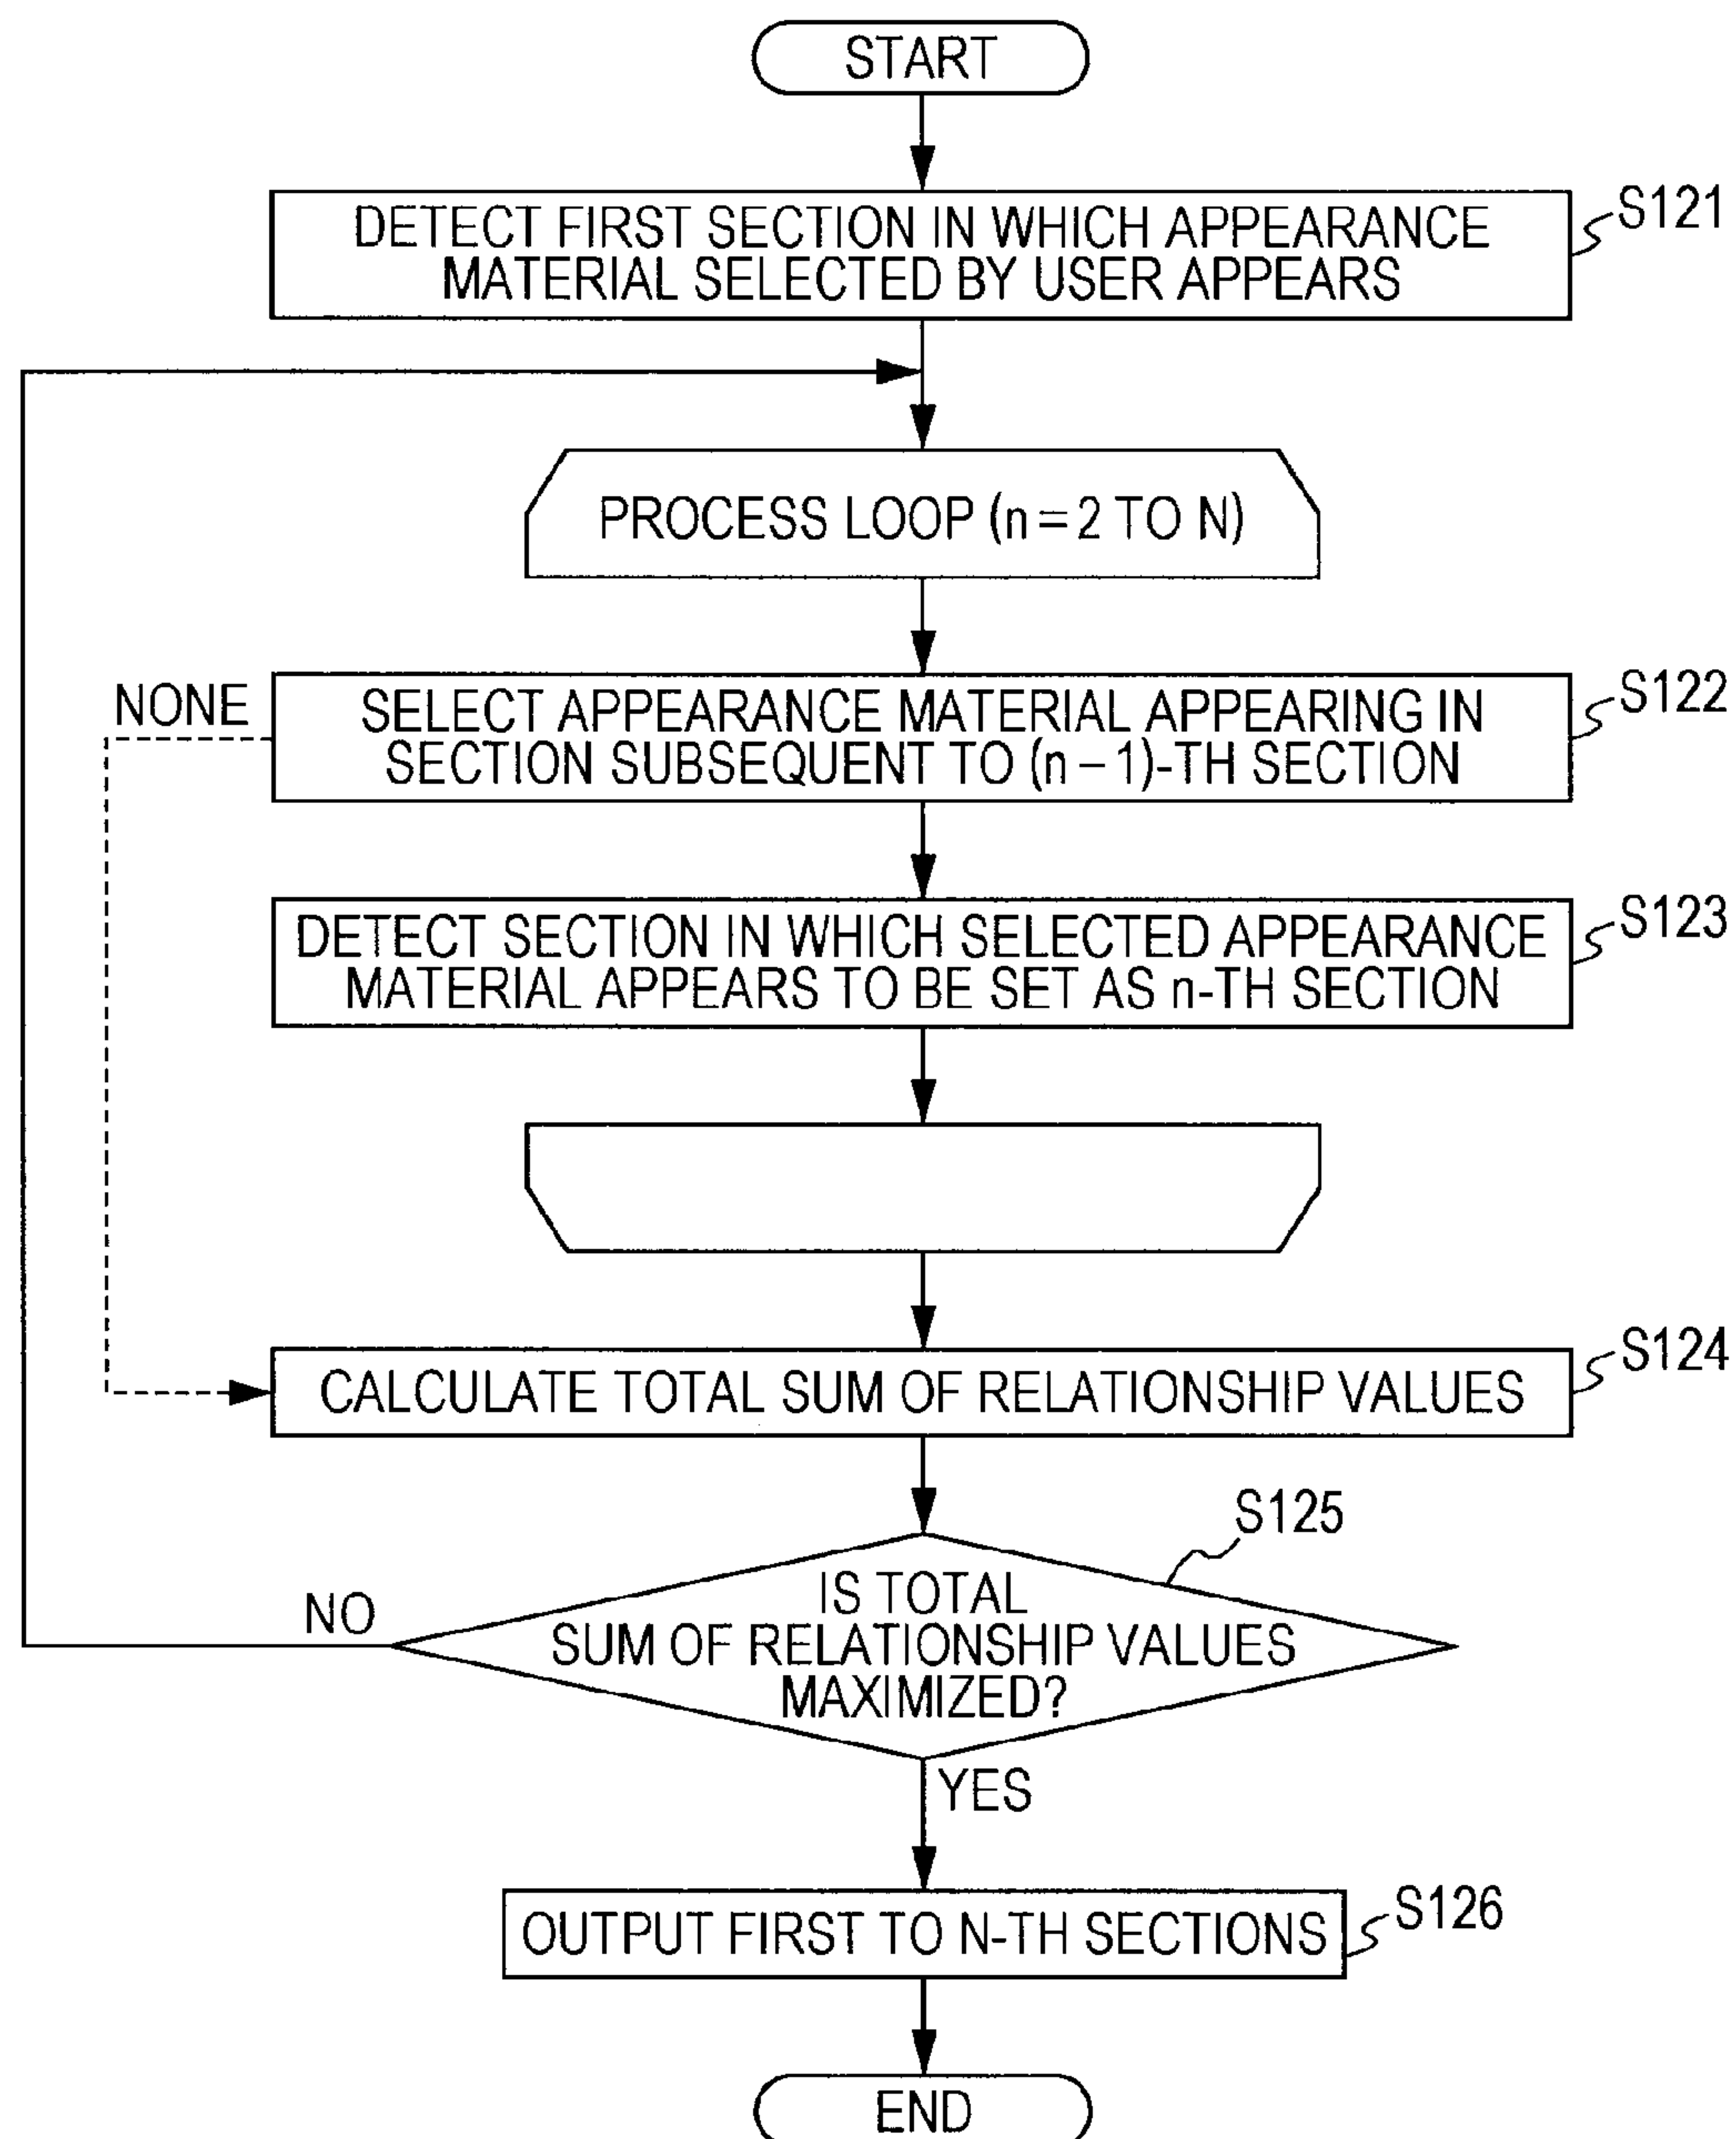 START
DETECT FIRST SECTION IN WHICH APPEARANCE
MATERIAL SELECTED BY USER APPEARS
S121
PROCESS LOOP (n=2 TO N)
NONE
SELECT APPEARANCE MATERIAL APPEARING IN
SECTION SUBSEQUENT TO (n-1)-TH SECTION
S122
DETECT SECTION IN WHICH SELECTED APPEARANCE
MATERIAL APPEARS TO BE SET AS n-TH SECTION
S123
CALCULATE TOTAL SUM OF RELATIONSHIP VALUES
S124
S125
IS TOTAL
SUM OF RELATIONSHIP VALUES
MAXIMIZED?
NO
YES
OUTPUT FIRST TO N-TH SECTIONS
S126
END